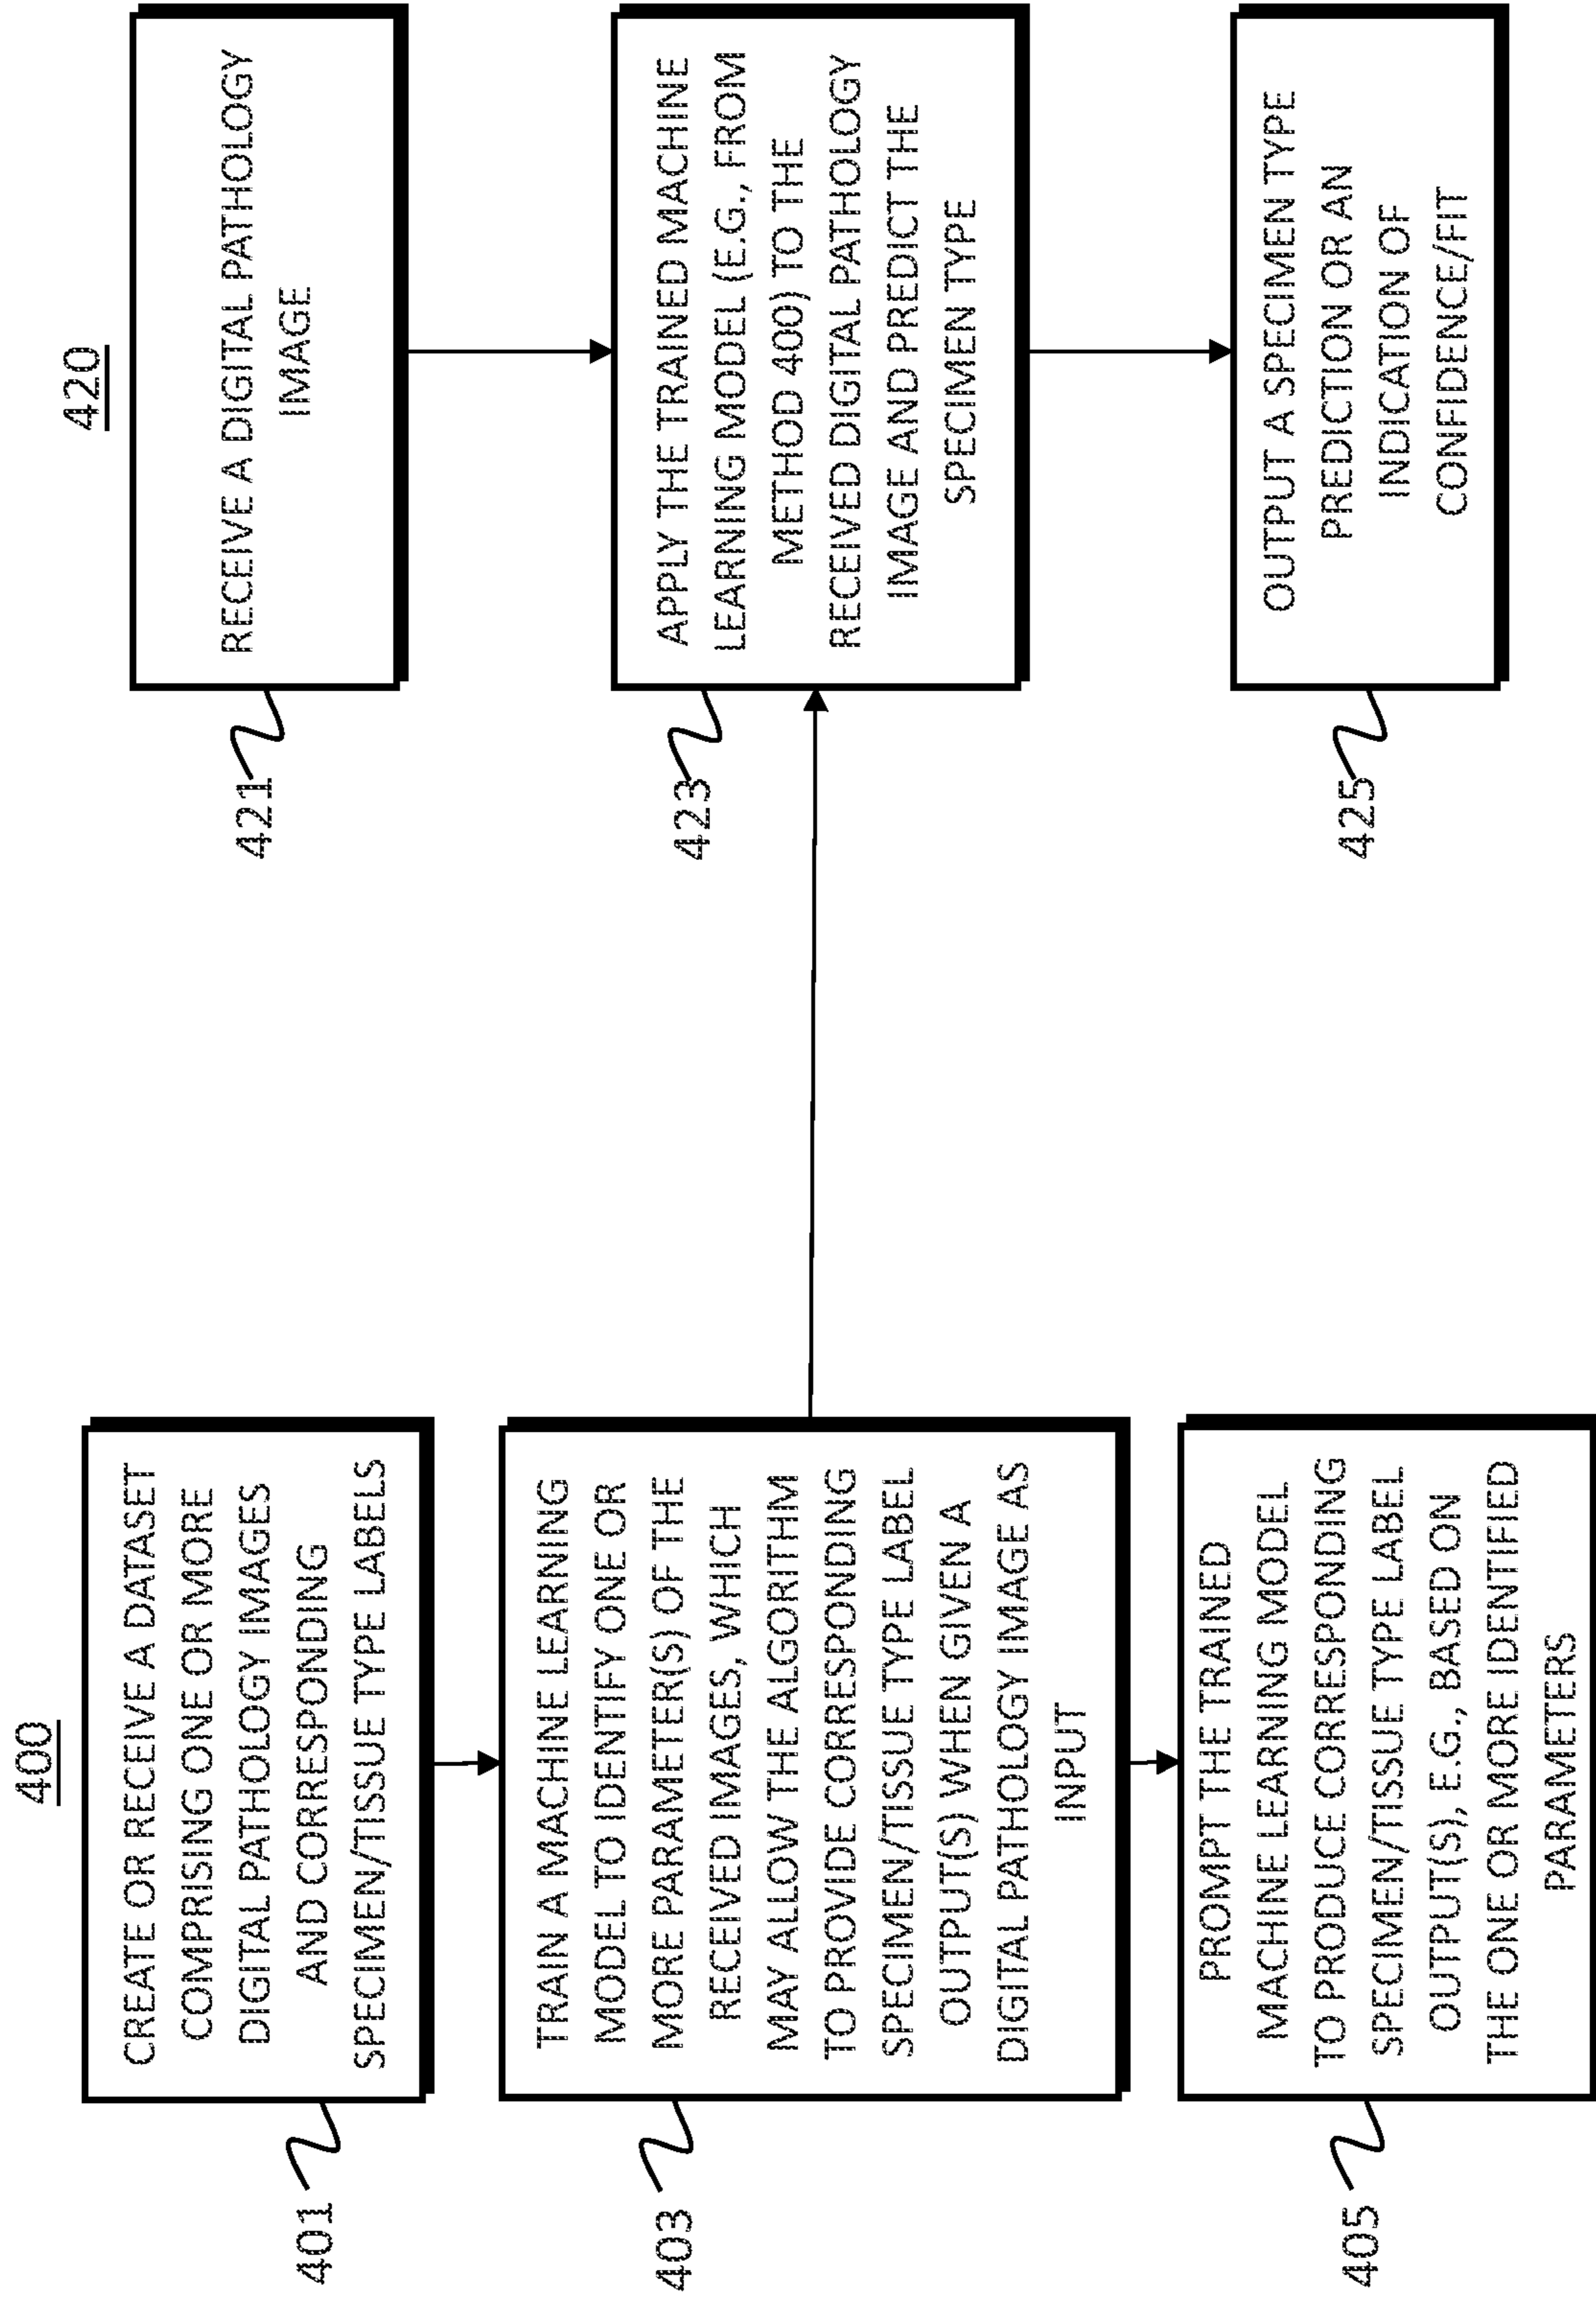 400
401
CREATE OR RECEIVE A DATASET
COMPRISING ONE OR MORE
DIGITAL PATHOLOGY IMAGES
AND CORRESPONDING
SPECIMEN/TISSUE TYPE LABELS
403
TRAIN A MACHINE LEARNING
MODEL TO IDENTIFY ONE OR
MORE PARAMETER(S) OF THE
RECEIVED IMAGES, WHICH
MAY ALLOW THE ALGORITHM
TO PROVIDE CORRESPONDING
SPECIMEN/TISSUE TYPE LABEL
OUTPUT(S) WHEN GIVEN A
DIGITAL PATHOLOGY IMAGE AS
INPUT
405
PROMPT THE TRAINED
MACHINE LEARNING MODEL
TO PRODUCE CORRESPONDING
SPECIMEN/TISSUE TYPE LABEL
OUTPUT(S), E.G., BASED ON
THE ONE OR MORE IDENTIFIED
PARAMETERS
420
421
RECEIVE A DIGITAL PATHOLOGY
IMAGE
423
APPLY THE TRAINED MACHINE
LEARNING MODEL (E.G., FROM
METHOD 400) TO THE
RECEIVED DIGITAL PATHOLOGY
IMAGE AND PREDICT THE
SPECIMEN TYPE
425
OUTPUT A SPECIMEN TYPE
PREDICTION OR AN
INDICATION OF
CONFIDENCE/FIT